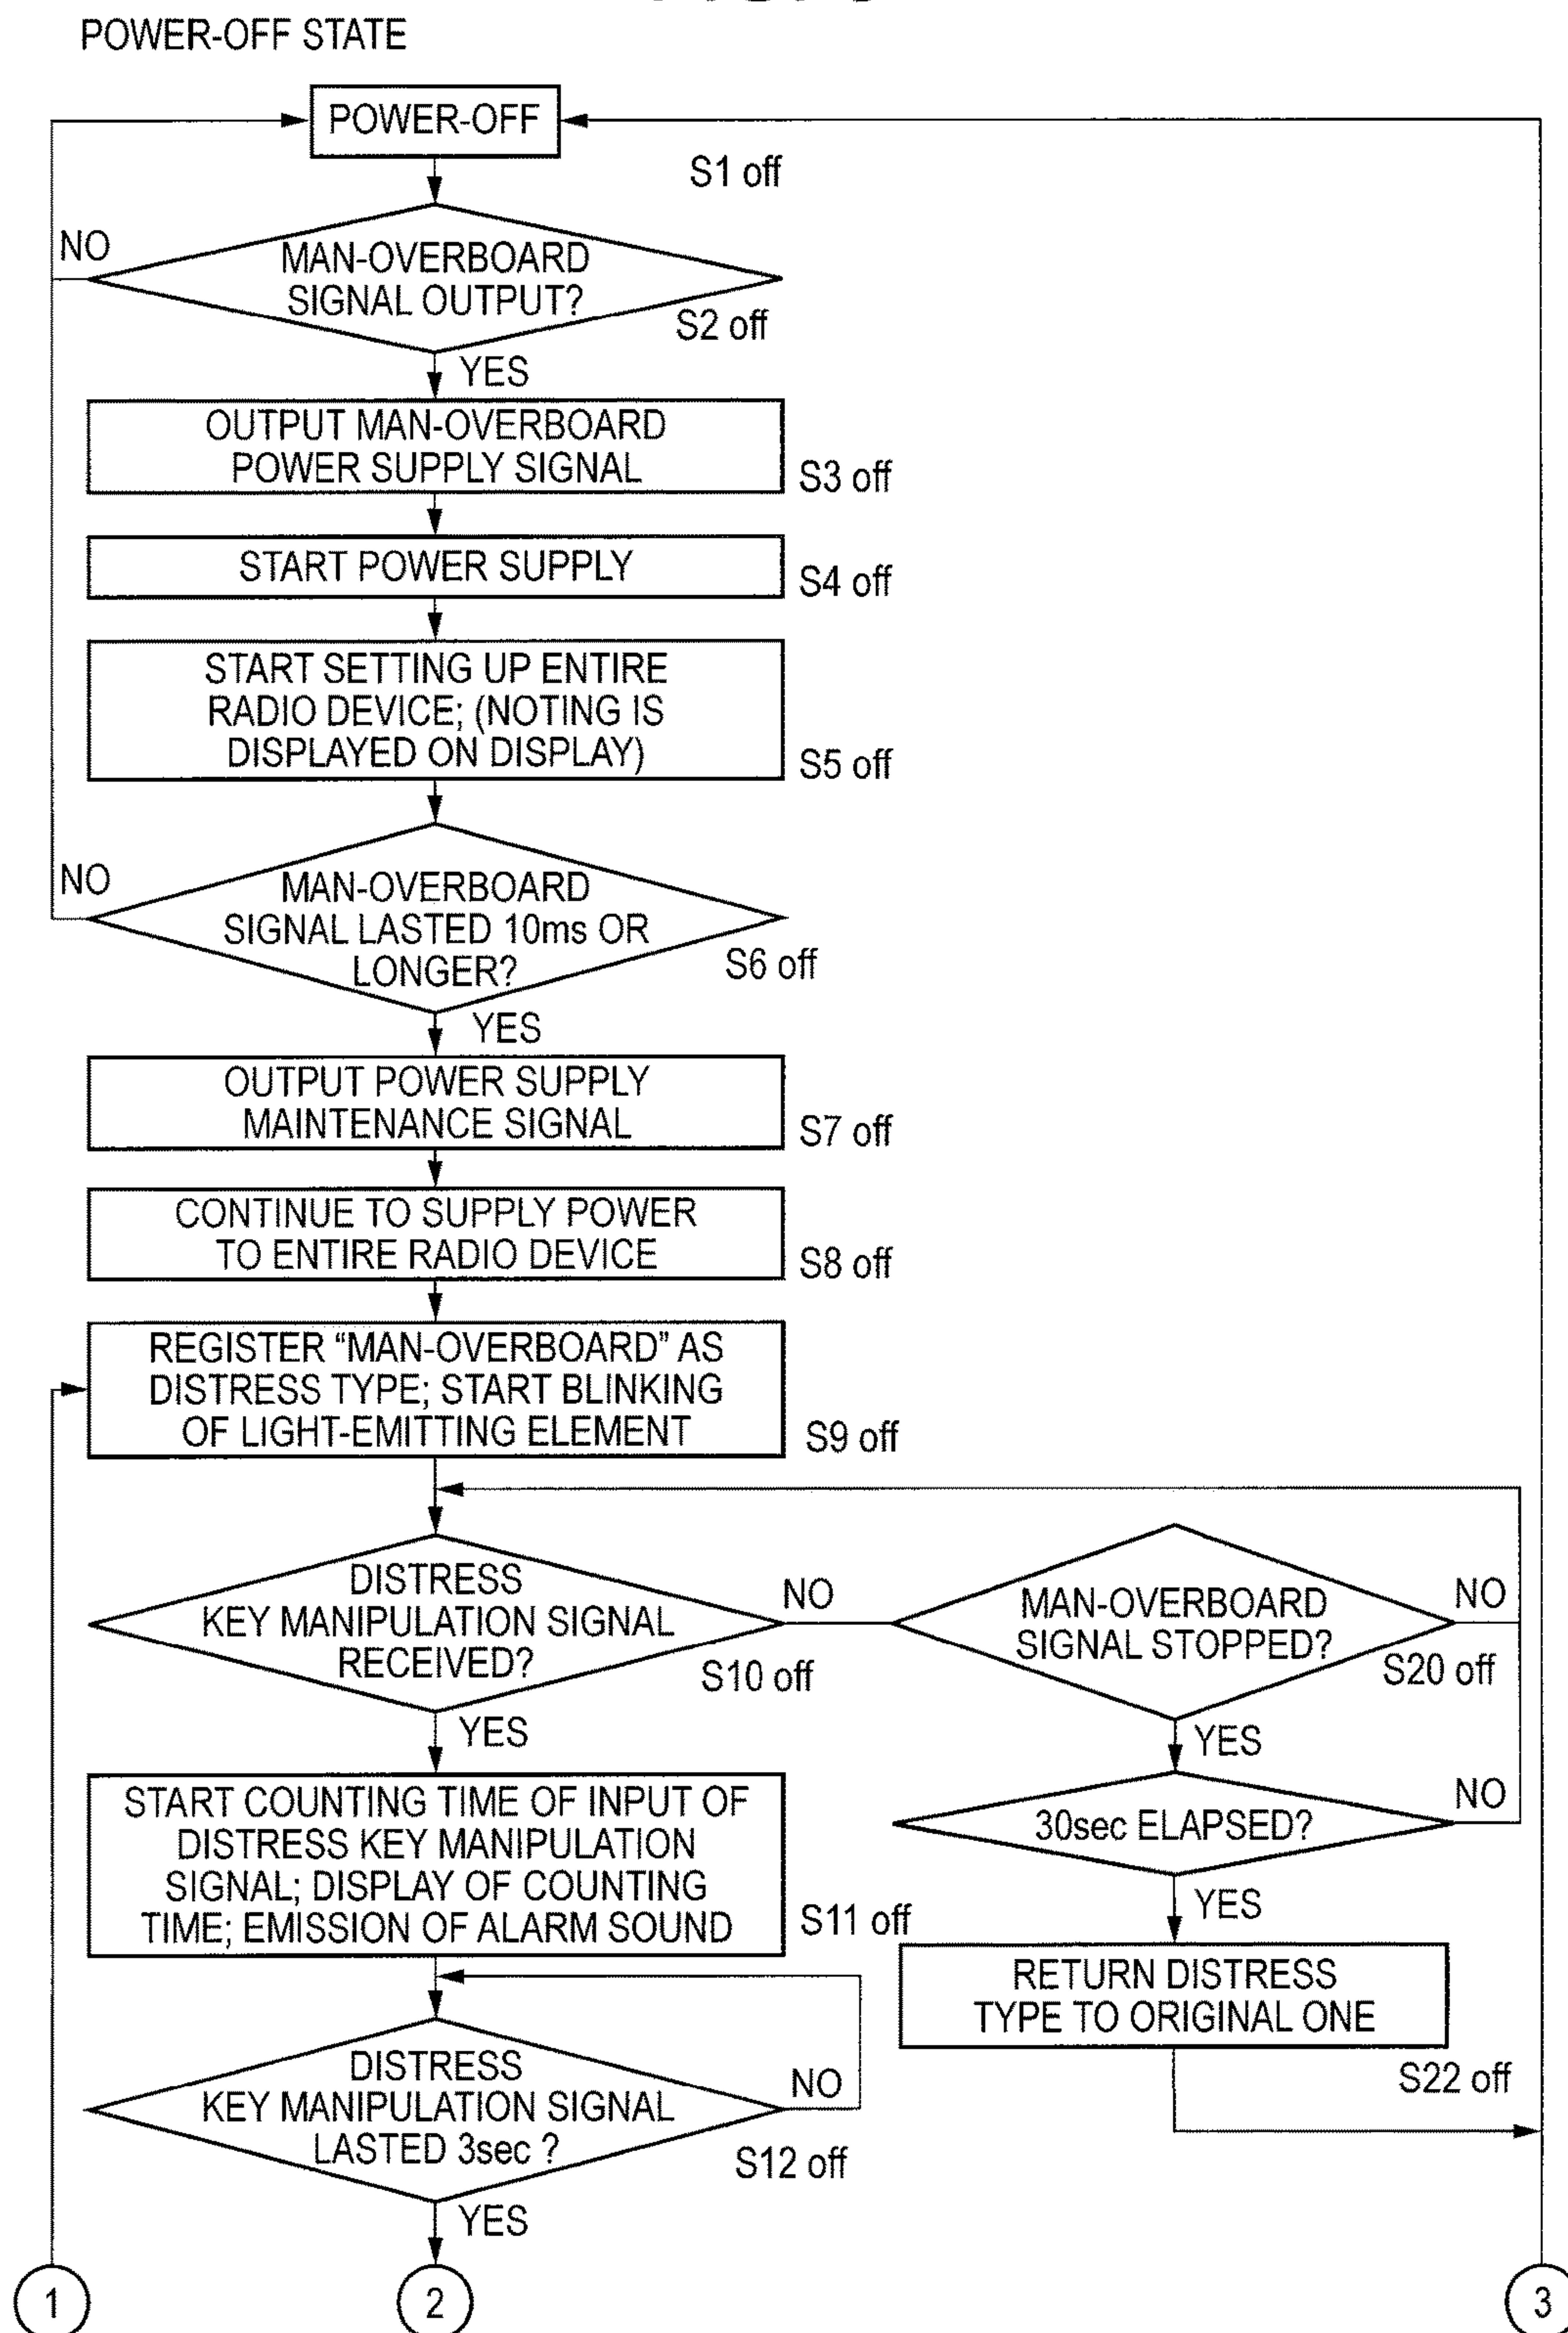 POWER-OFF STATE
POWER-OFF
S1 off
NO
MAN-OVERBOARD
SIGNAL OUTPUT?
S2 off
YES
OUTPUT MAN-OVERBOARD
POWER SUPPLY SIGNAL
S3 off
START POWER SUPPLY
S4 off
START SETTING UP ENTIRE
RADIO DEVICE; (NOTING IS
DISPLAYED ON DISPLAY)
S5 off
NO
MAN-OVERBOARD
SIGNAL LASTED 10ms OR
LONGER?
S6 off
YES
OUTPUT POWER SUPPLY
MAINTENANCE SIGNAL
S7 off
CONTINUE TO SUPPLY POWER
TO ENTIRE RADIO DEVICE
S8 off
REGISTER “MAN-OVERBOARD” AS
DISTRESS TYPE; START BLINKING
OF LIGHT-EMITTING ELEMENT
S9 off
DISTRESS
KEY MANIPULATION SIGNAL
RECEIVED?
S10 off
NO
MAN-OVERBOARD
SIGNAL STOPPED?
NO
S20 off
YES
YES
30sec ELAPSED?
NO
START COUNTING TIME OF INPUT OF
DISTRESS KEY MANIPULATION
SIGNAL; DISPLAY OF COUNTING
TIME; EMISSION OF ALARM SOUND
S11 off
YES
RETURN DISTRESS
TYPE TO ORIGINAL ONE
S22 off
DISTRESS
KEY MANIPULATION SIGNAL
LASTED 3sec ?
NO
S12 off
YES
1
2
3